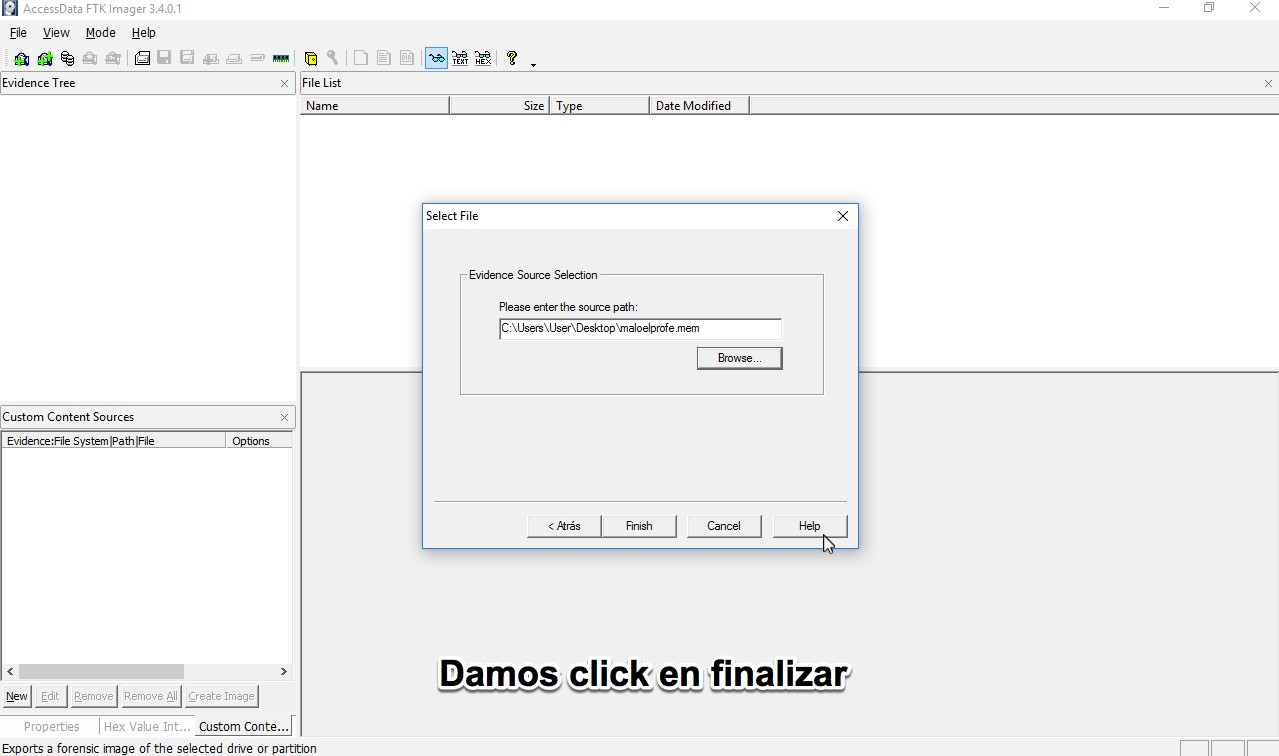 AccessData FTK Imager 3.4.0.1
File View Mode Help
TEXT HEX
Evidence Tree
File List
Name Size Type Date Modified
Select File
Evidence Source Selection
Please enter the source path:
C:\Users\User\Desktop\maloelprofe.mem
Browse...
Custom Content Sources
Evidence:File System|Path|File Options
< Atrás Finish Cancel Help
Damos click en finalizar
New Edit Remove Remove All Create Image
Properties Hex Value Int... Custom Conte...
Exports a forensic image of the selected drive or partition